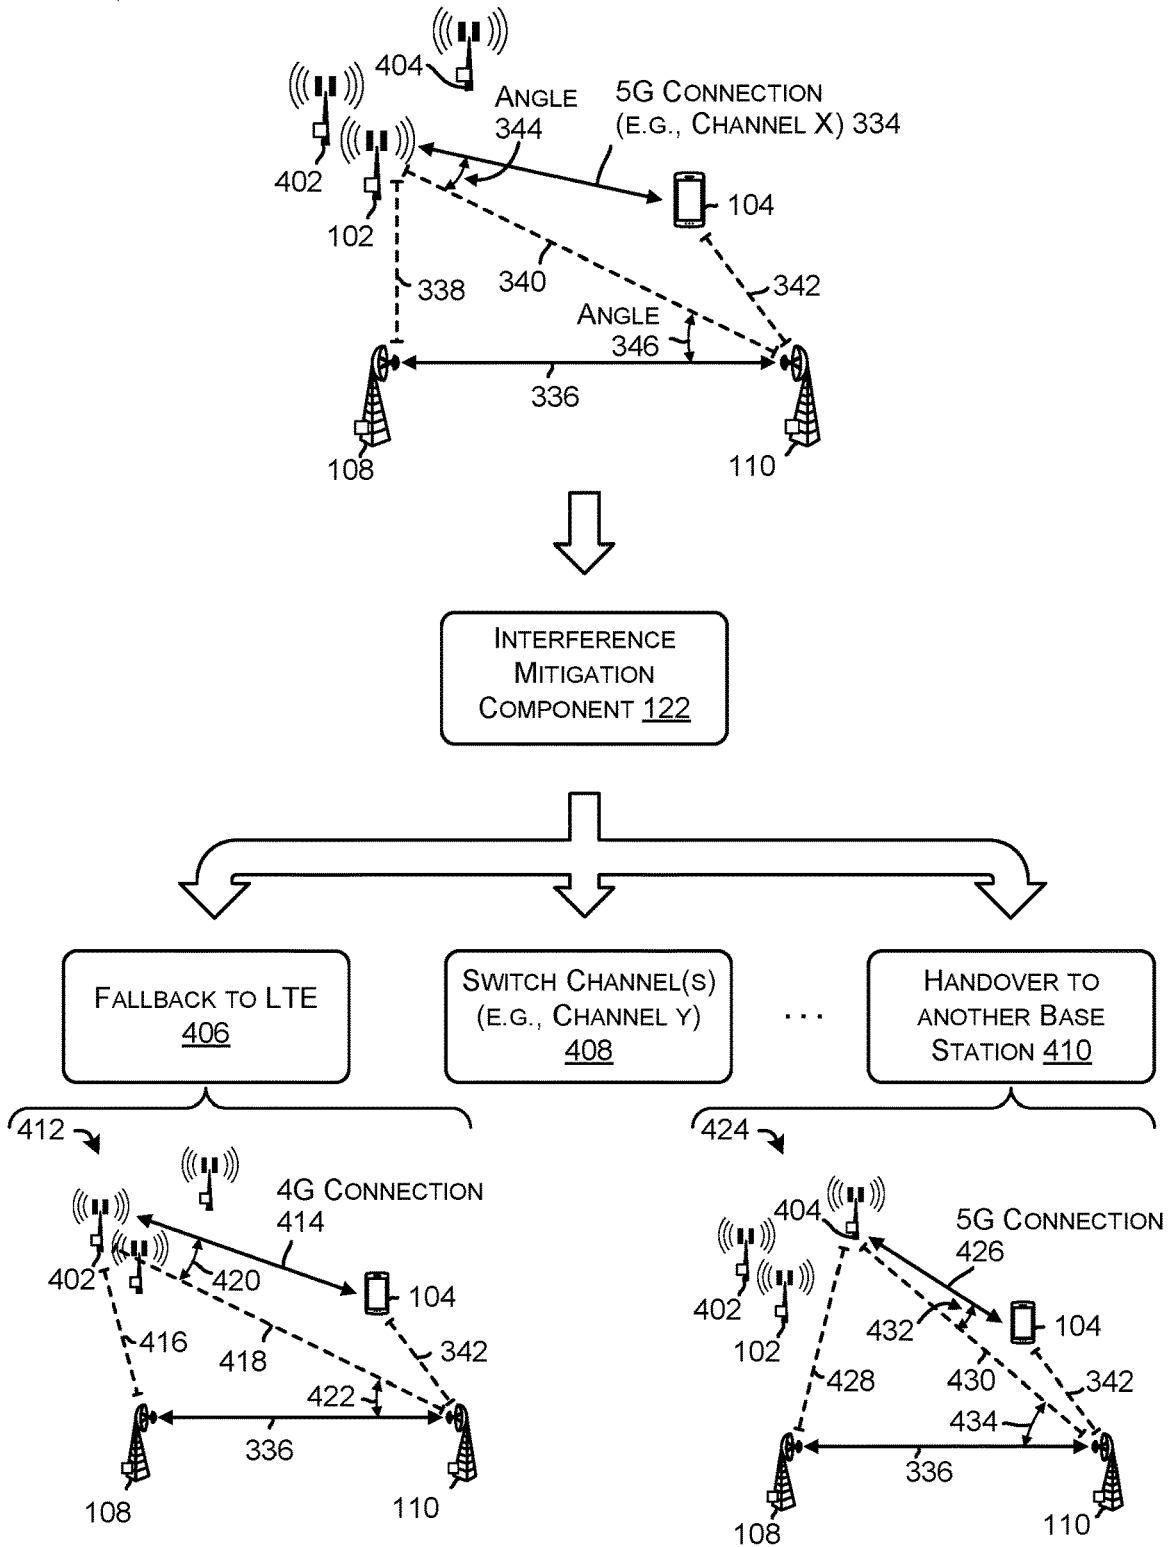 404
ANGLE
344
5G CONNECTION
(E.G., CHANNEL X) 334
402
102
104
338
340
342
ANGLE
346
336
108
110
INTERFERENCE
MITIGATION
COMPONENT 122
FALLBACK TO LTE
406
SWITCH CHANNEL(S)
(E.G., CHANNEL Y)
408
. . .
HANDOVER TO
ANOTHER BASE
STATION 410
412
4G CONNECTION
414
402
420
104
416
418
342
422
336
108
110
424
404
5G CONNECTION
426
402
432
104
102
428
430
342
434
336
108
110